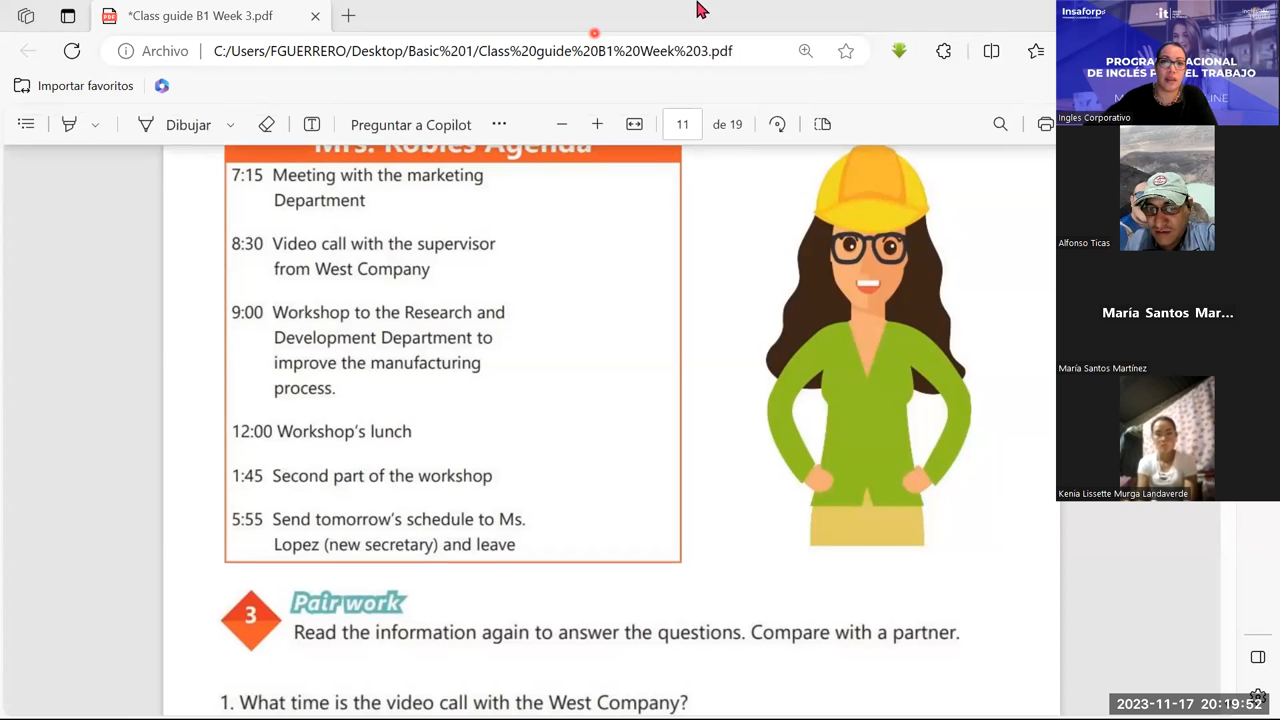 *Class guide B1 Week 3.pdf
Archivo C:/Users/FGUERRERO/Desktop/Basic%201/Class%20guide%20B1%20Week%203.pdf
Importar favoritos
Dibujar
Preguntar a Copilot
11 de 19
Mrs. Robles Agenda
7:15 Meeting with the marketing
Department
8:30 Video call with the supervisor
from West Company
9:00 Workshop to the Research and
Development Department to
improve the manufacturing
process.
12:00 Workshop's lunch
1:45 Second part of the workshop
5:55 Send tomorrow's schedule to Ms.
Lopez (new secretary) and leave
3 Pair work
Read the information again to answer the questions. Compare with a partner.
1. What time is the video call with the West Company?
Insaforp
Ingles Corporativo
Alfonso Ticas
María Santos Mar...
María Santos Martínez
Kenia Lissette Murga Landaverde
2023-11-17 20:19:52